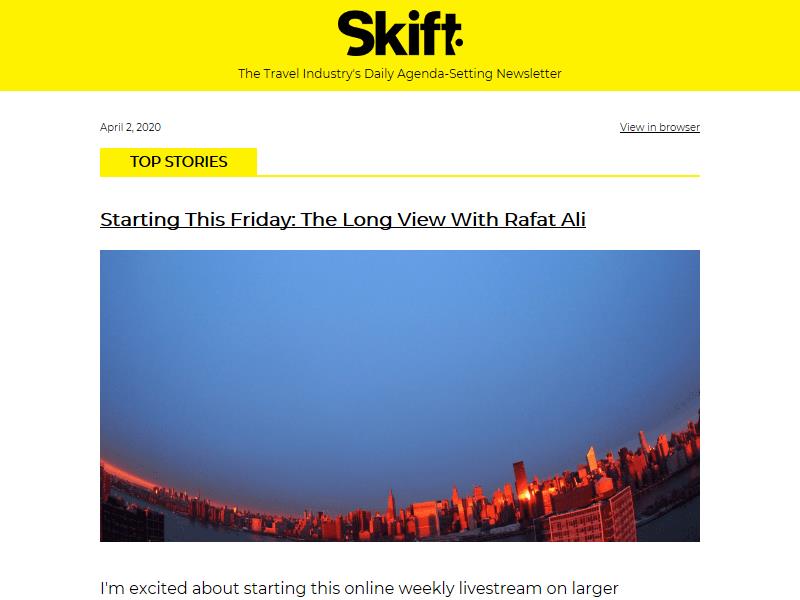 Skift
The Travel Industry's Daily Agenda-Setting Newsletter
April 2, 2020
View in browser
TOP STORIES
Starting This Friday: The Long View With Rafat Ali
I'm excited about starting this online weekly livestream on larger